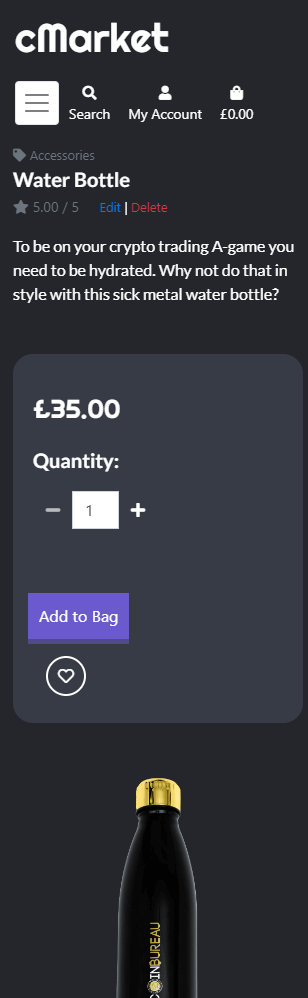 cMarket
Search
My Account
£0.00
Accessories
Water Bottle
5.00 / 5 Edit | Delete
To be on your crypto trading A-game you
need to be hydrated. Why not do that in
style with this sick metal water bottle?
£35.00
Quantity:
1
Add to Bag
COINBUREAU